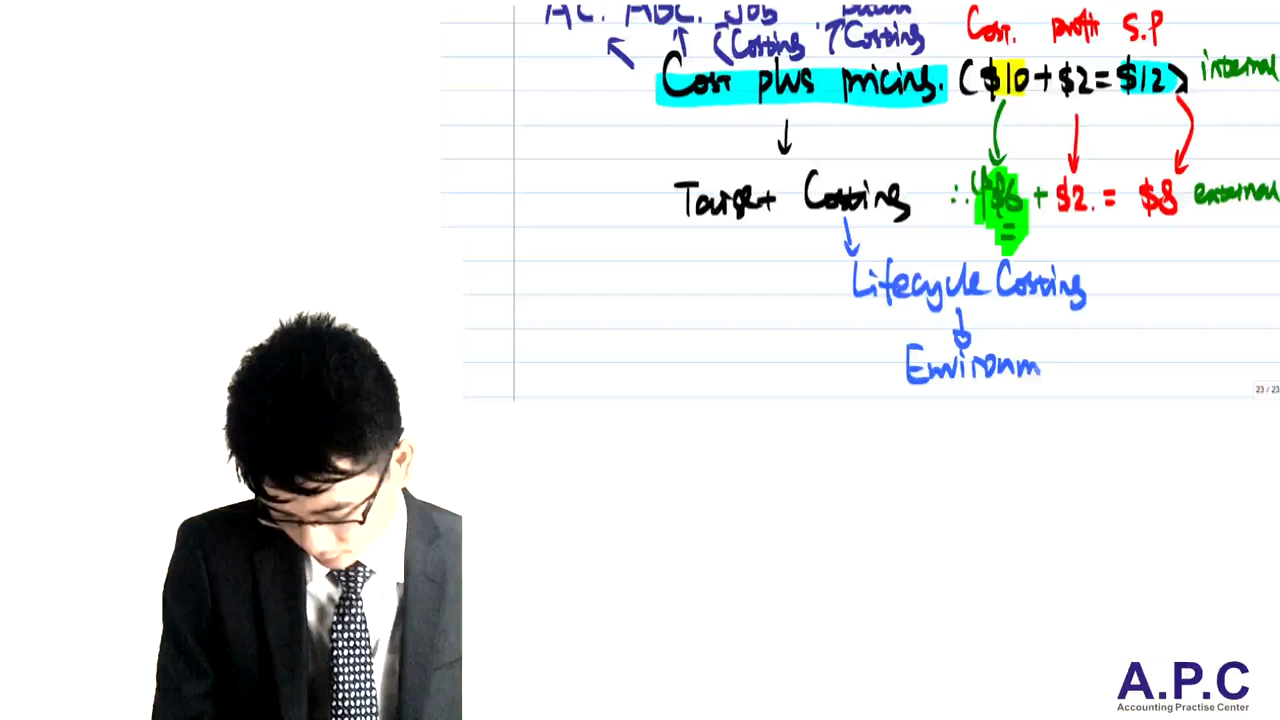 AC. ABC. Job Costing. Costing
Cost. profit S.P
Cost plus pricing. ($10 + $2 = $12) internal
Target Costing ∴ $6 + $2. = $8 external
Lifecycle Costing
Environm
23 / 23
A.P.C
Accounting Practise Center